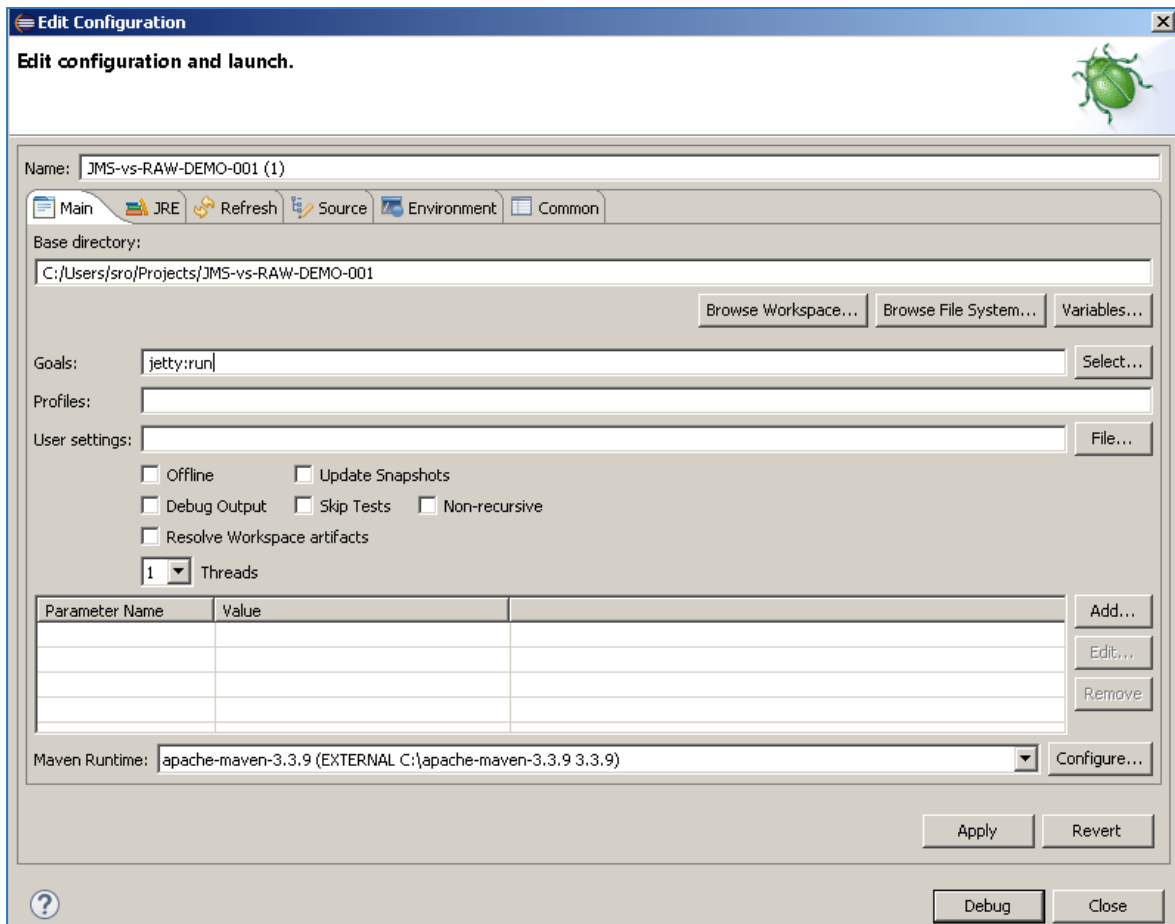 Edit Configuration
Edit configuration and launch.
Name: JMS-vs-RAW-DEMO-001 (1)
Main JRE Refresh Source Environment Common
Base directory:
C:/Users/sro/Projects/JMS-vs-RAW-DEMO-001
Browse Workspace... Browse File System... Variables...
Goals: jetty:run Select...
Profiles:
User settings: File...
Offline Update Snapshots
Debug Output Skip Tests Non-recursive
Resolve Workspace artifacts
1 Threads
Parameter Name Value Add...
Edit...
Remove
Maven Runtime: apache-maven-3.3.9 (EXTERNAL C:\apache-maven-3.3.9 3.3.9) Configure...
Apply Revert
? Debug Close